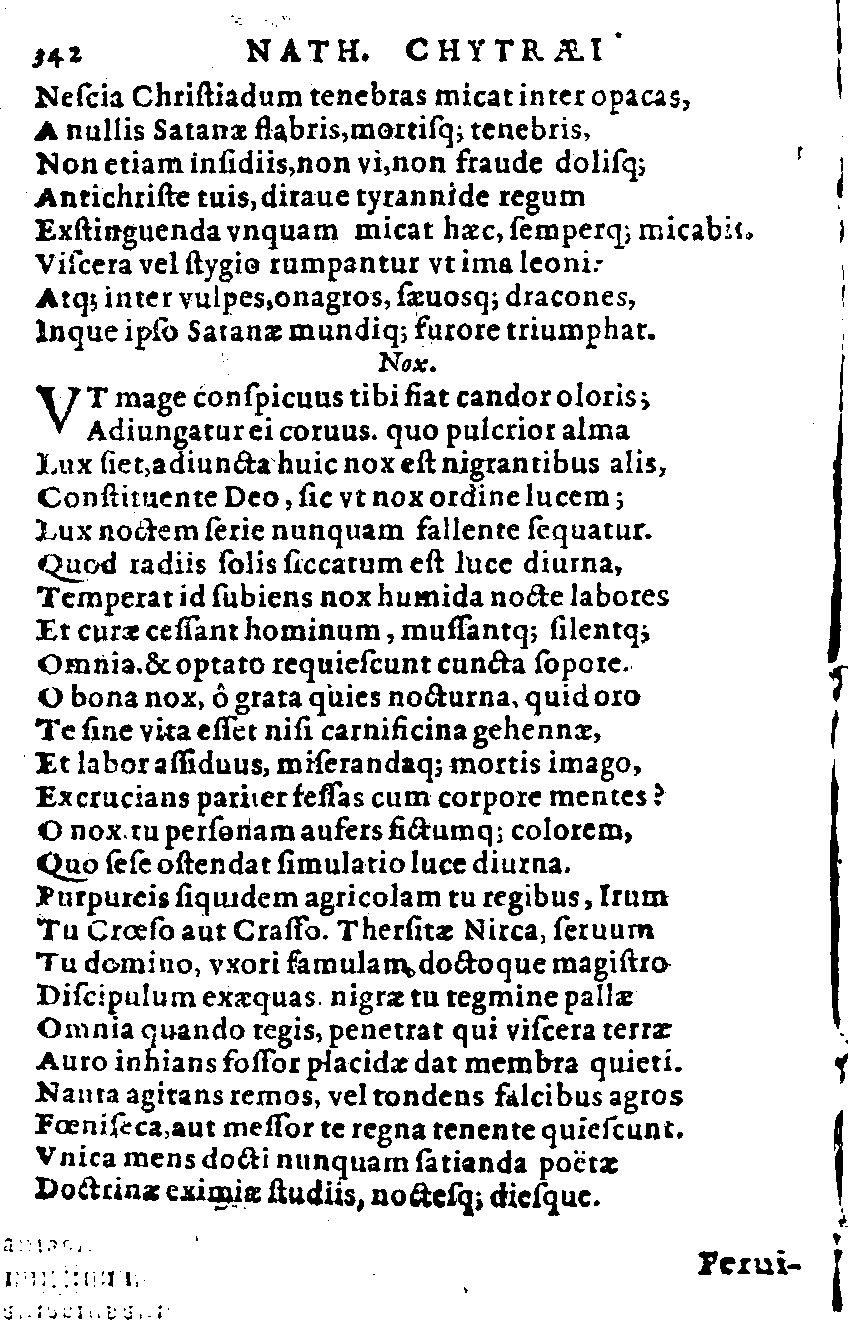 342 NATH. CHYTRÆI
Neſcia Chriſtiadum tenebras micat inter opacas,
A nullis Satanæ flabris, mortiſq; tenebris,
Non etiam inſidiis, non vi, non fraude doliſq;
Antichriſte tuis, diraue tyrannide regum
Exſtinguenda vnquam micat hæc, ſemperq; micabit.
Viſcera vel ſtygio rumpantur vt ima leoni:
Atq; inter vulpes, onagros, ſæuosq; dracones,
Inque ipſo Satanæ mundiq; furore triumphat.
Nox.
VT mage conſpicuus tibi fiat candor oloris;
Adiungatur ei coruus. quo pulcrior alma
Lux ſiet, adiuncta huic nox eſt nigrantibus alis,
Conſtituente Deo, ſic vt nox ordine lucem;
Lux noctem ſerie nunquam fallente ſequatur.
Quod radiis ſolis ſiccatum eſt luce diurna,
Temperat id ſubiens nox humida nocte labores
Et curæ ceſſant hominum, muſſantq; ſilentq;
Omnia. & optato requieſcunt cuncta ſopore.
O bona nox, ô grata quies nocturna, quid oro
Te ſine vita eſſet niſi carnificina gehennæ,
Et labor aſſiduus, miſerandaq; mortis imago,
Excrucians pariter feſſas cum corpore mentes?
O nox tu perſonam aufers fictumq; colorem,
Quo ſeſe oſtendat ſimulatio luce diurna.
Purpureis ſiquidem agricolam tu regibus, Irum
Tu Crœſo aut Craſſo. Therſitæ Nirea, ſeruum
Tu domino, vxori famulam, doctoque magiſtro
Diſcipulum exæquas. nigræ tu tegmine pallæ
Omnia quando tegis, penetrat qui viſcera terræ
Auro inhians foſſor placidæ dat membra quieti.
Nauta agitans remos, vel tondens falcibus agros
Fœniſeca, aut meſſor te regna tenente quieſcunt.
Vnica mens docti nunquam ſatianda poëtæ
Doctrinæ eximiæ ſtudiis, nocteſq; dieſque.
Perui-